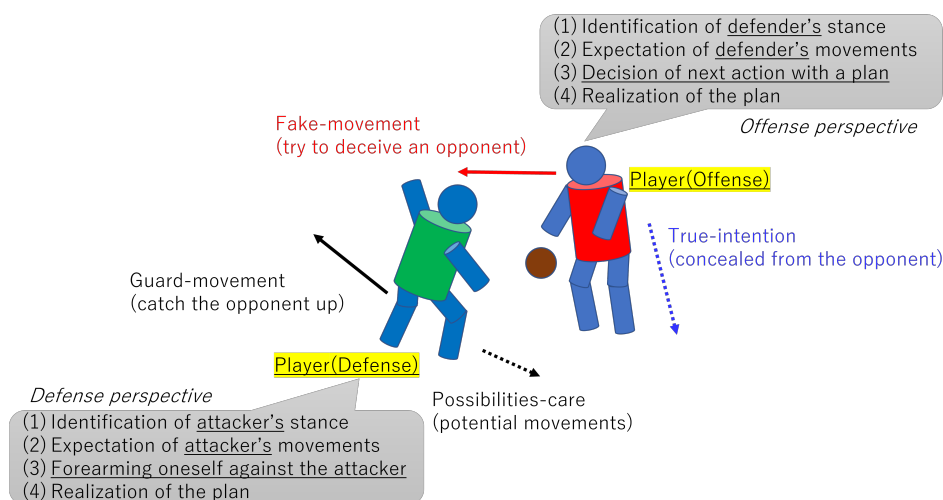 (1) Identification of defender's stance
(2) Expectation of defender's movements
(3) Decision of next action with a plan
(4) Realization of the plan
Offense perspective
Fake-movement
(try to deceive an opponent)
Player(Offense)
True-intention
(concealed from the opponent)
Guard-movement
(catch the opponent up)
Player(Defense)
Possibilities-care
(potential movements)
Defense perspective
(1) Identification of attacker's stance
(2) Expectation of attacker's movements
(3) Forearming oneself against the attacker
(4) Realization of the plan